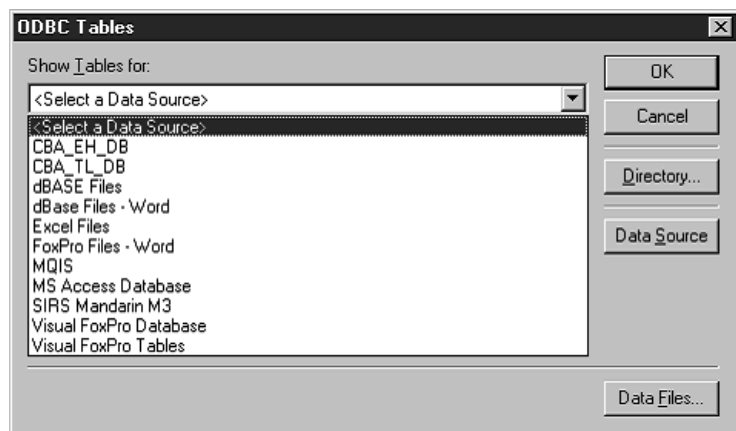 ODBC Tables
Show Tables for:
<Select a Data Source>
<Select a Data Source>
CBA_EH_DB
CBA_TL_DB
dBASE Files
dBase Files - Word
Excel Files
FoxPro Files - Word
MQIS
MS Access Database
SIRS Mandarin M3
Visual FoxPro Database
Visual FoxPro Tables
OK
Cancel
Directory...
Data Source
Data Files...